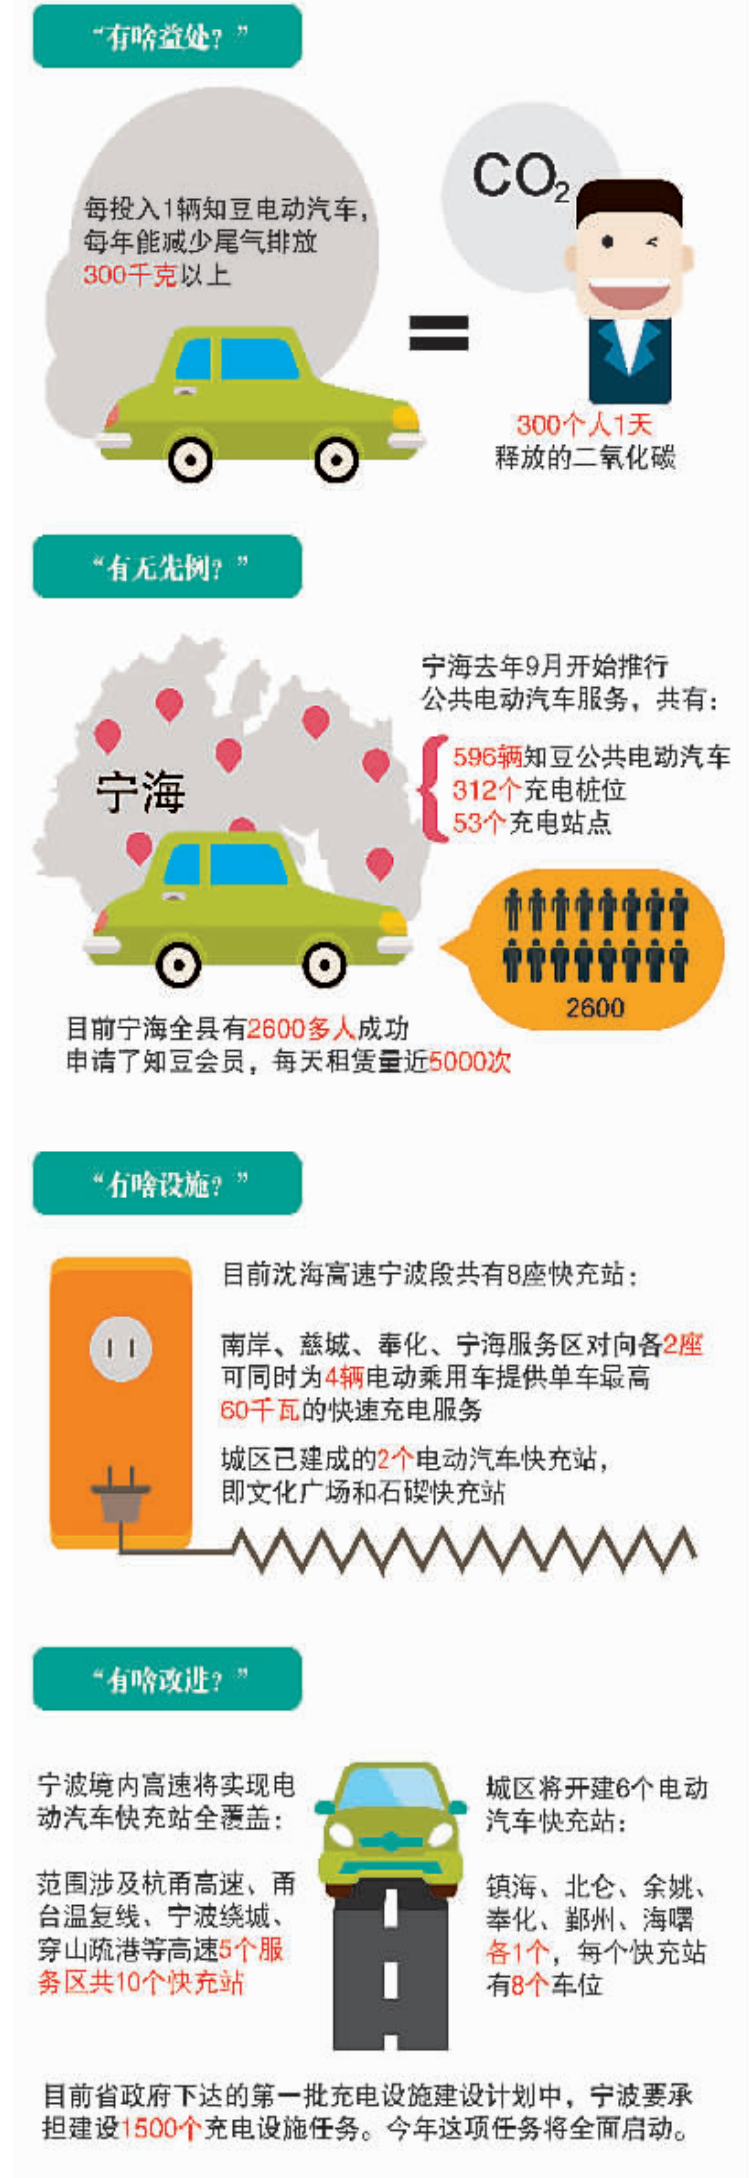 “有啥益处？”
每投入1辆知豆电动汽车，
每年能减少尾气排放
300千克以上
CO₂
300个人1天
释放的二氧化碳
“有无先例？”
宁海
宁海去年9月开始推行
公共电动汽车服务，共有：
596辆知豆公共电动汽车
312个充电桩位
53个充电站点
2600
目前宁海全县有2600多人成功
申请了知豆会员，每天租赁量近5000次
“有啥设施？”
目前沈海高速宁波段共有8座快充站：
南岸、慈城、奉化、宁海服务区对向各2座
可同时为4辆电动乘用车提供单车最高
60千瓦的快速充电服务
城区已建成的2个电动汽车快充站，
即文化广场和石碶快充站
“有啥改进？”
宁波境内高速将实现电
动汽车快充站全覆盖：
范围涉及杭甬高速、甬
台温复线、宁波绕城、
穿山疏港等高速5个服
务区共10个快充站
城区将开建6个电动
汽车快充站：
镇海、北仑、余姚、
奉化、鄞州、海曙
各1个，每个快充站
有8个车位
目前省政府下达的第一批充电设施建设计划中，宁波要承
担建设1500个充电设施任务。今年这项任务将全面启动。